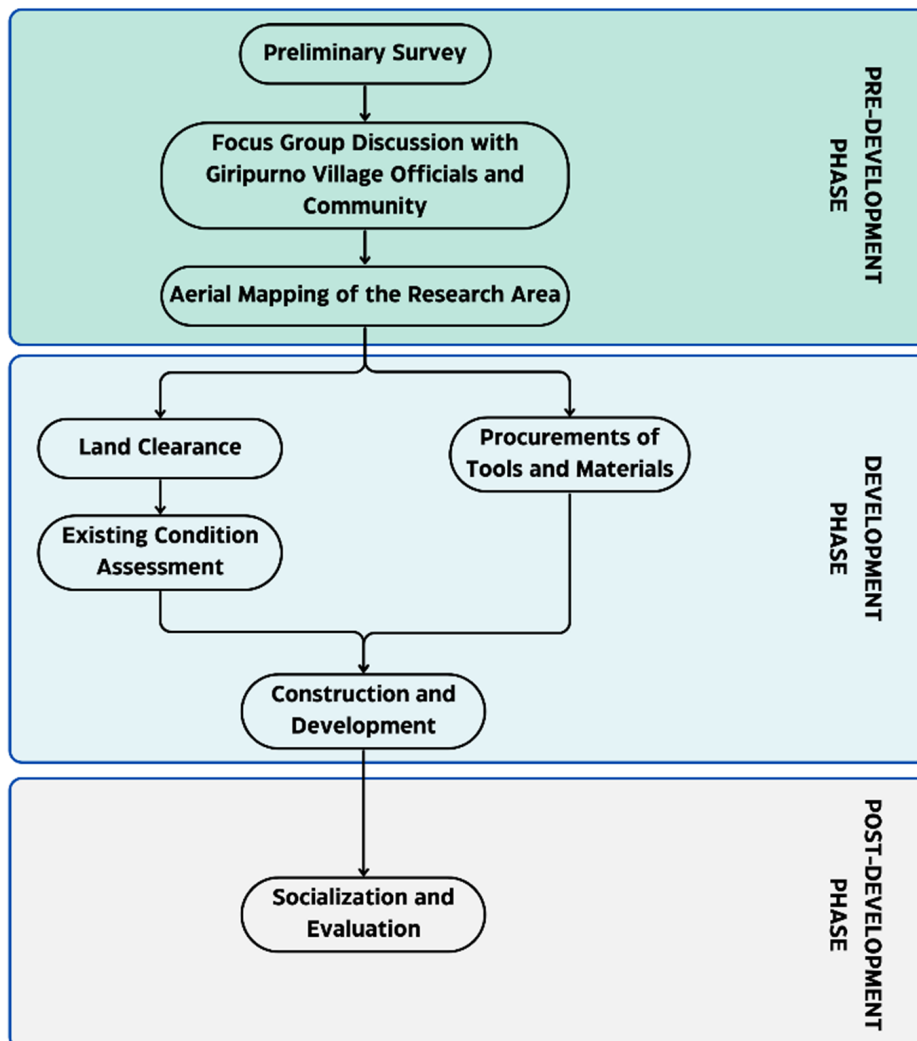 Preliminary Survey
Focus Group Discussion with
Giripurno Village Officials and
Community
Aerial Mapping of the Research Area
PRE-DEVELOPMENT
PHASE
Land Clearance
Procurements of
Tools and Materials
Existing Condition
Assessment
Construction and
Development
DEVELOPMENT
PHASE
Socialization and
Evaluation
POST-DEVELOPMENT
PHASE